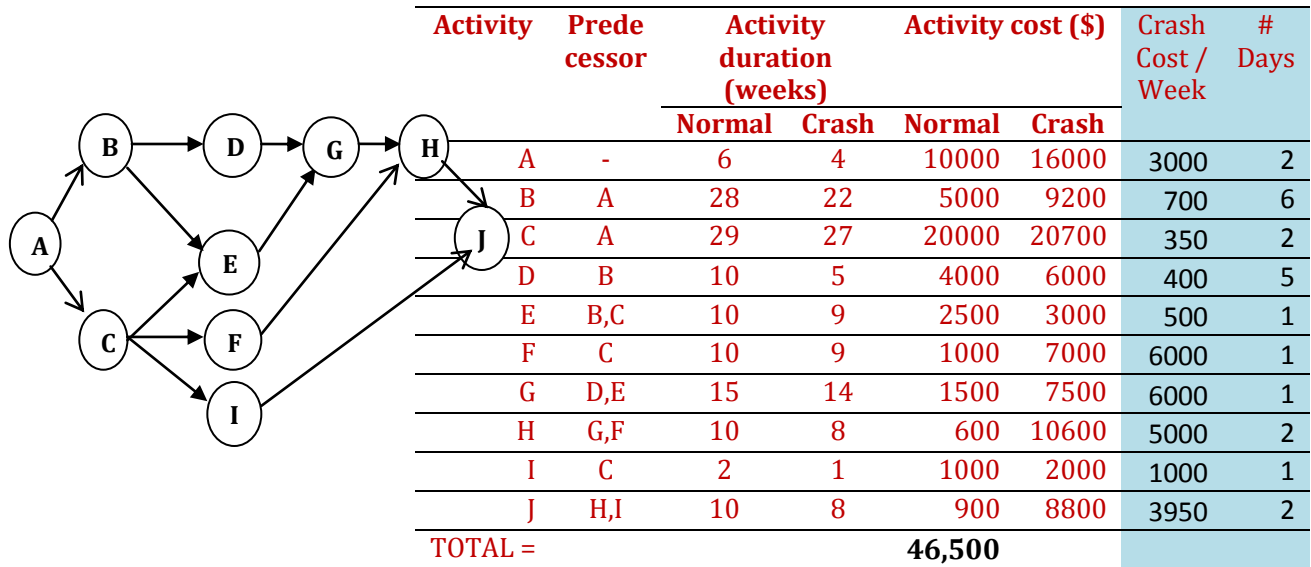 Activity Prede Activity Activity cost ($) Crash #
cessor duration Cost / Days
(weeks) Week
Normal Crash Normal Crash
A - 6 4 10000 16000 3000 2
B A 28 22 5000 9200 700 6
C A 29 27 20000 20700 350 2
D B 10 5 4000 6000 400 5
E B,C 10 9 2500 3000 500 1
F C 10 9 1000 7000 6000 1
G D,E 15 14 1500 7500 6000 1
H G,F 10 8 600 10600 5000 2
I C 2 1 1000 2000 1000 1
J H,I 10 8 900 8800 3950 2
TOTAL = 46,500
B D G H
A E J
C F
I